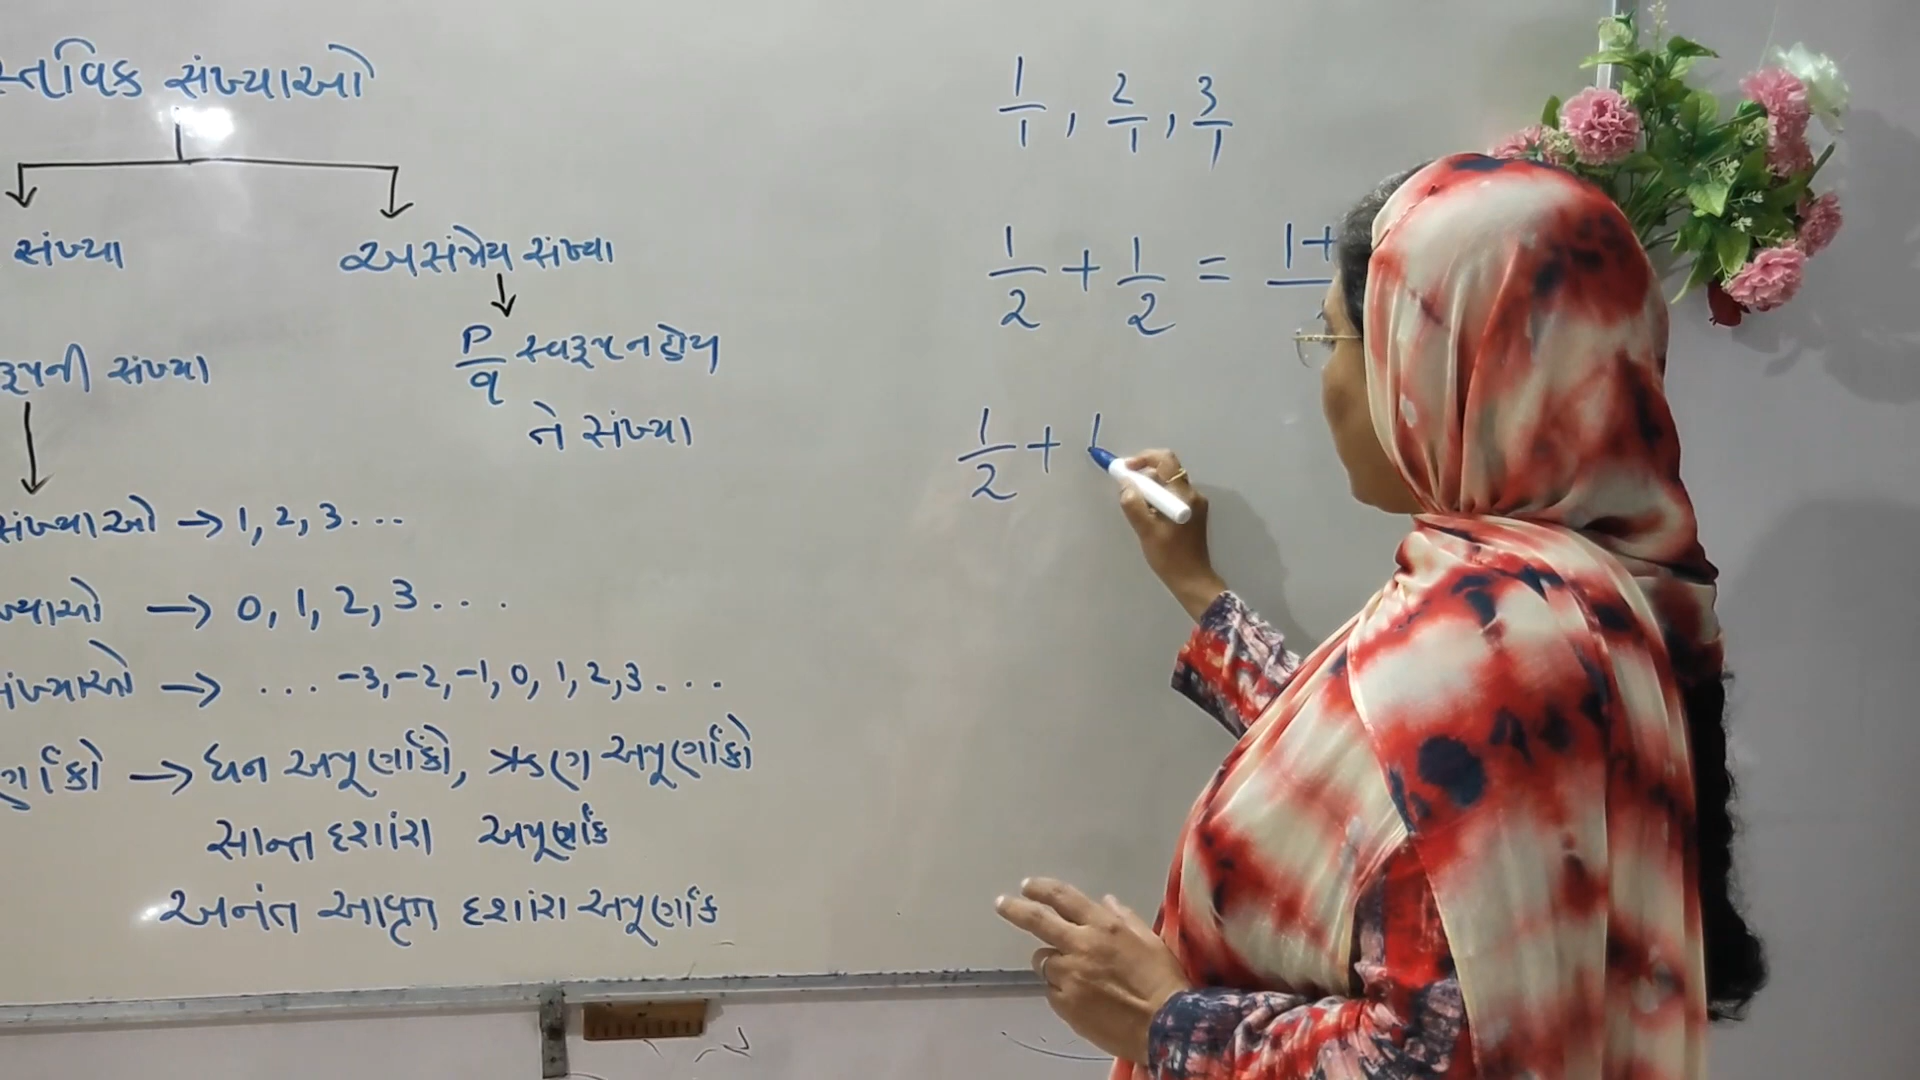 સ્તવિક સંખ્યાઓ
સંખ્યા
અસંમેય સંખ્યા
રૂપની સંખ્યા
P/q સ્વરૂપ ન હોય
તે સંખ્યા
સંખ્યાઓ → 1, 2, 3 ...
ખ્યાઓ → 0, 1, 2, 3 ...
સંખ્યાઓ → ... -3, -2, -1, 0, 1, 2, 3 ...
ર્ણાંકો → ધન અપૂર્ણાંકો, ઋણ અપૂર્ણાંકો
સાન્ત દશાંશ અપૂર્ણાંક
અનંત આવૃત દશાંશ અપૂર્ણાંક
1/1, 2/1, 3/1
1/2 + 1/2 = 1+
1/2 + 1